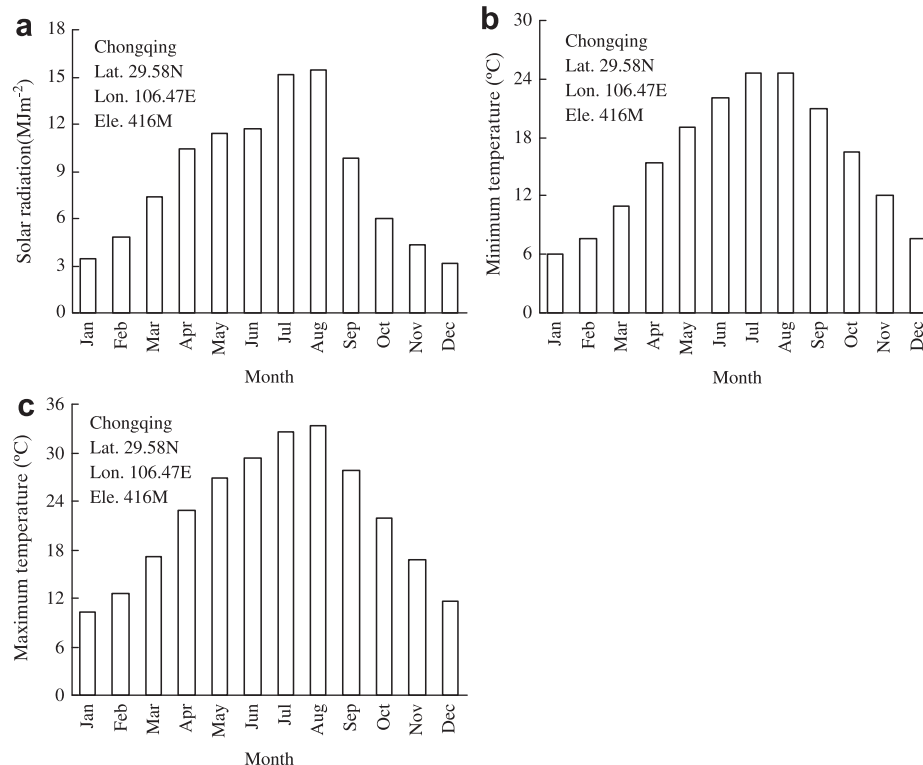 a
18
15
12
9
6
3
0
Solar radiation(MJm⁻²)
Chongqing
Lat. 29.58N
Lon. 106.47E
Ele. 416M
Jan
Feb
Mar
Apr
May
Jun
Jul
Aug
Sep
Oct
Nov
Dec
Month
b
30
24
18
12
6
0
Minimum temperature (ºC)
Chongqing
Lat. 29.58N
Lon. 106.47E
Ele. 416M
Jan
Feb
Mar
Apr
May
Jun
Jul
Aug
Sep
Oct
Nov
Dec
Month
c
36
30
24
18
12
6
0
Maximum temperature (ºC)
Chongqing
Lat. 29.58N
Lon. 106.47E
Ele. 416M
Jan
Feb
Mar
Apr
May
Jun
Jul
Aug
Sep
Oct
Nov
Dec
Month